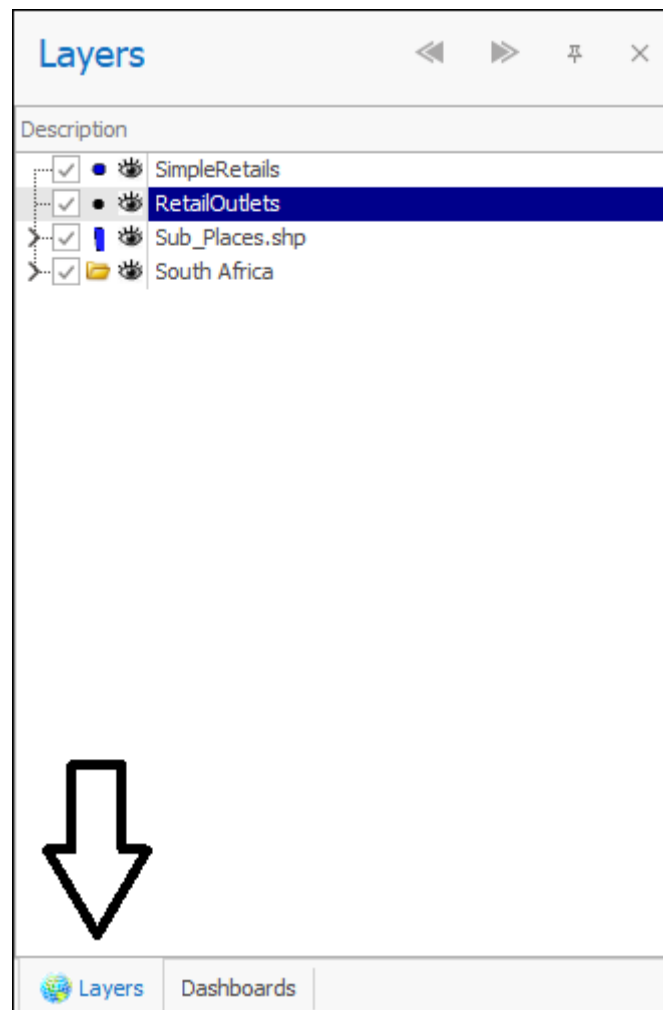 Layers
Description
SimpleRetails
RetailOutlets
Sub_Places.shp
South Africa
Layers Dashboards